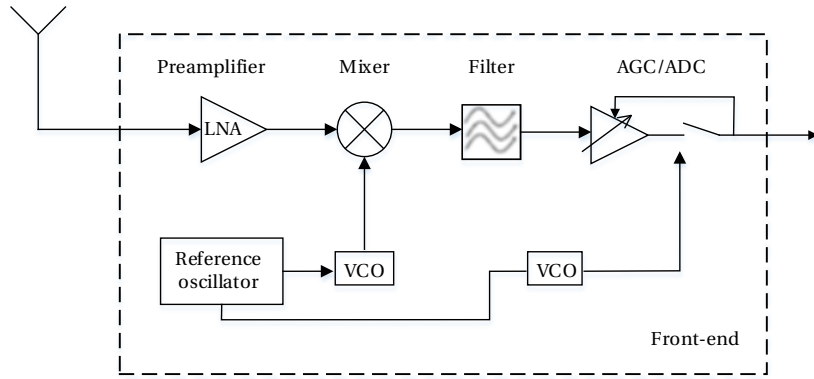 Preamplifier
Mixer
Filter
AGC/ADC
LNA
Reference
oscillator
VCO
VCO
Front-end